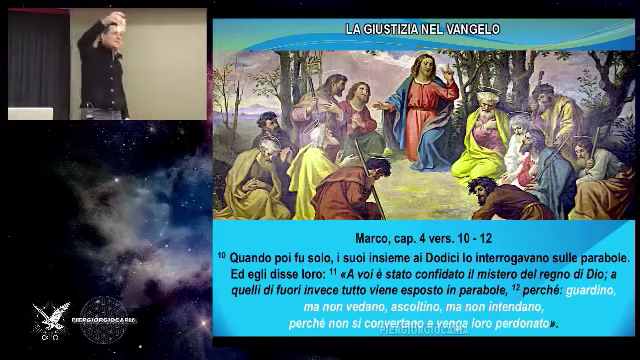 LA GIUSTIZIA NEL VANGELO
Marco, cap. 4 vers. 10 - 12
10 Quando poi fu solo, i suoi insieme ai Dodici lo interrogavano sulle parabole.
Ed egli disse loro: 11 «A voi è stato confidato il mistero del regno di Dio; a
quelli di fuori invece tutto viene esposto in parabole, 12 perché: guardino,
ma non vedano, ascoltino, ma non intendano,
perché non si convertano e venga loro perdonato».
PIERGIORGIOCARIA
PIERGIORGIOCARIA